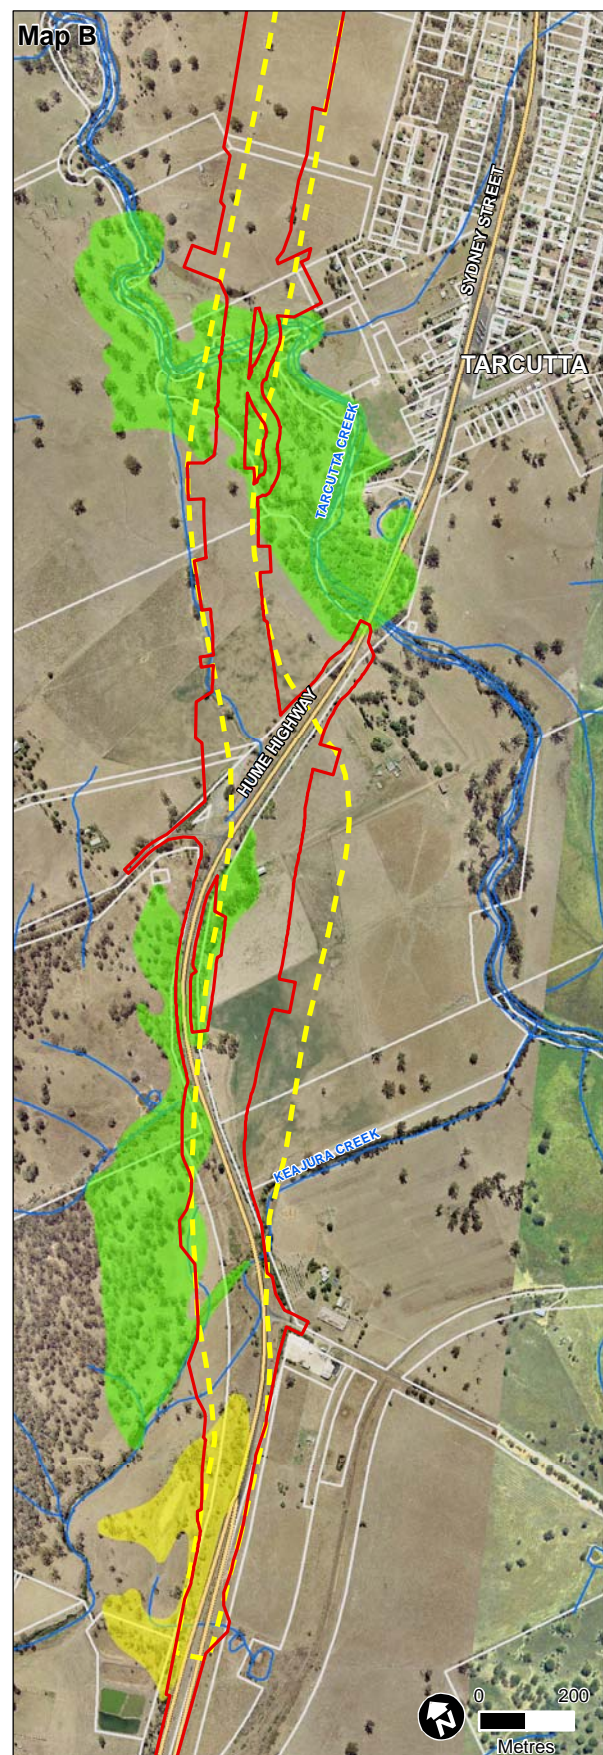 Map B
SYDNEY STREET
TARCUTTA
TARCUTTA CREEK
HUME HIGHWAY
KEAJURA CREEK
N
0 200
Metres